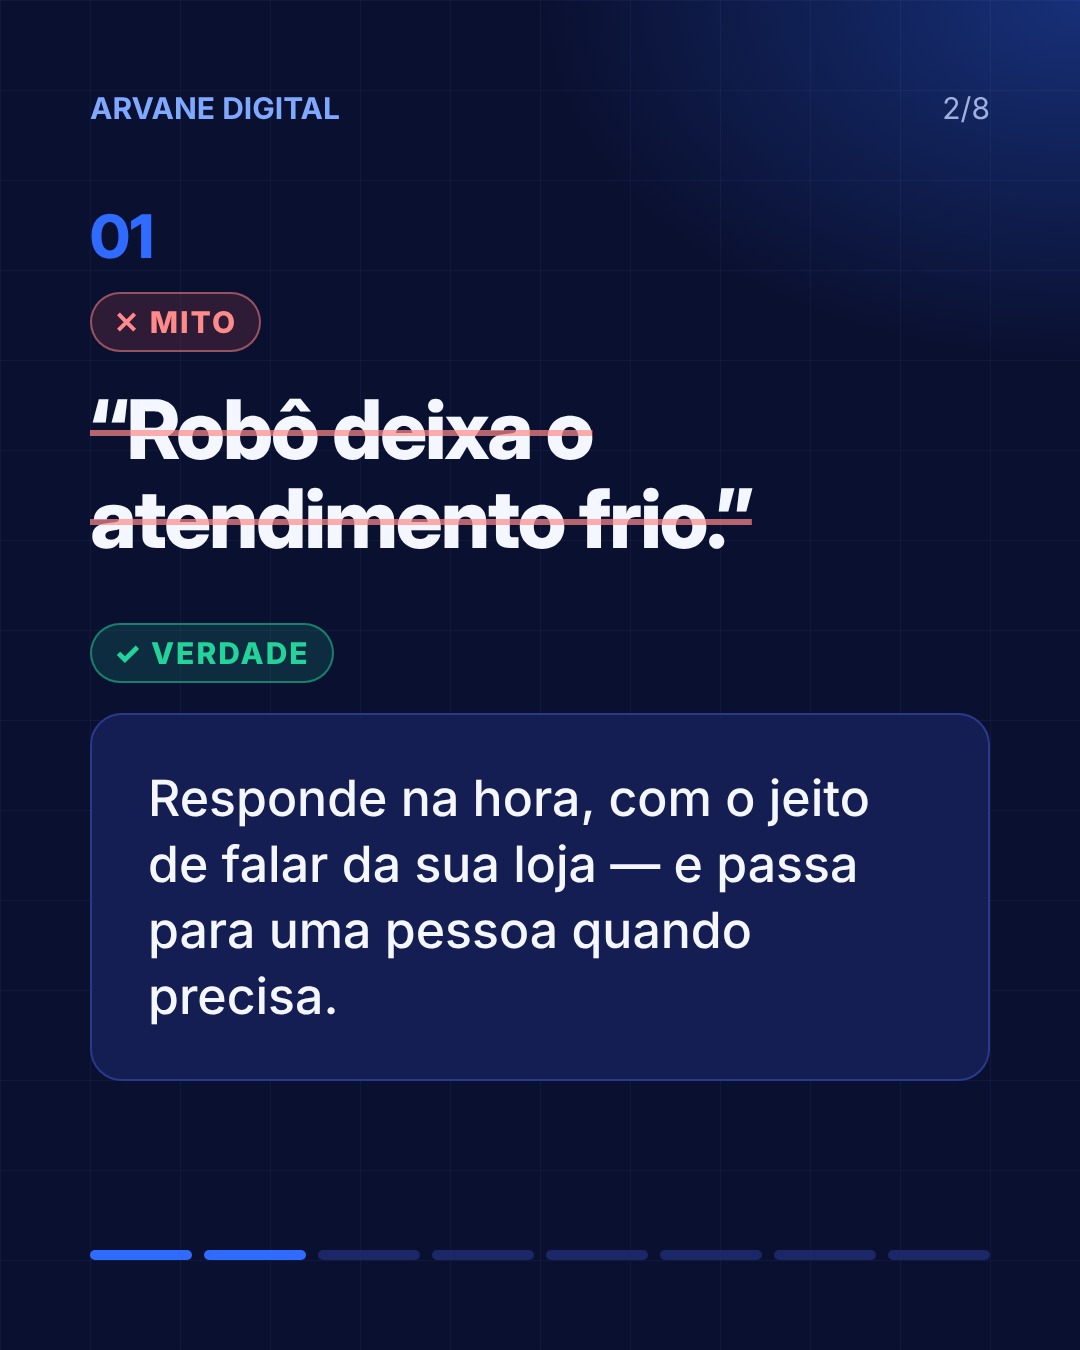 ARVANE DIGITAL
2/8
01
✕ MITO
“Robô deixa o
atendimento frio.”
✓ VERDADE
Responde na hora, com o jeito
de falar da sua loja — e passa
para uma pessoa quando
precisa.